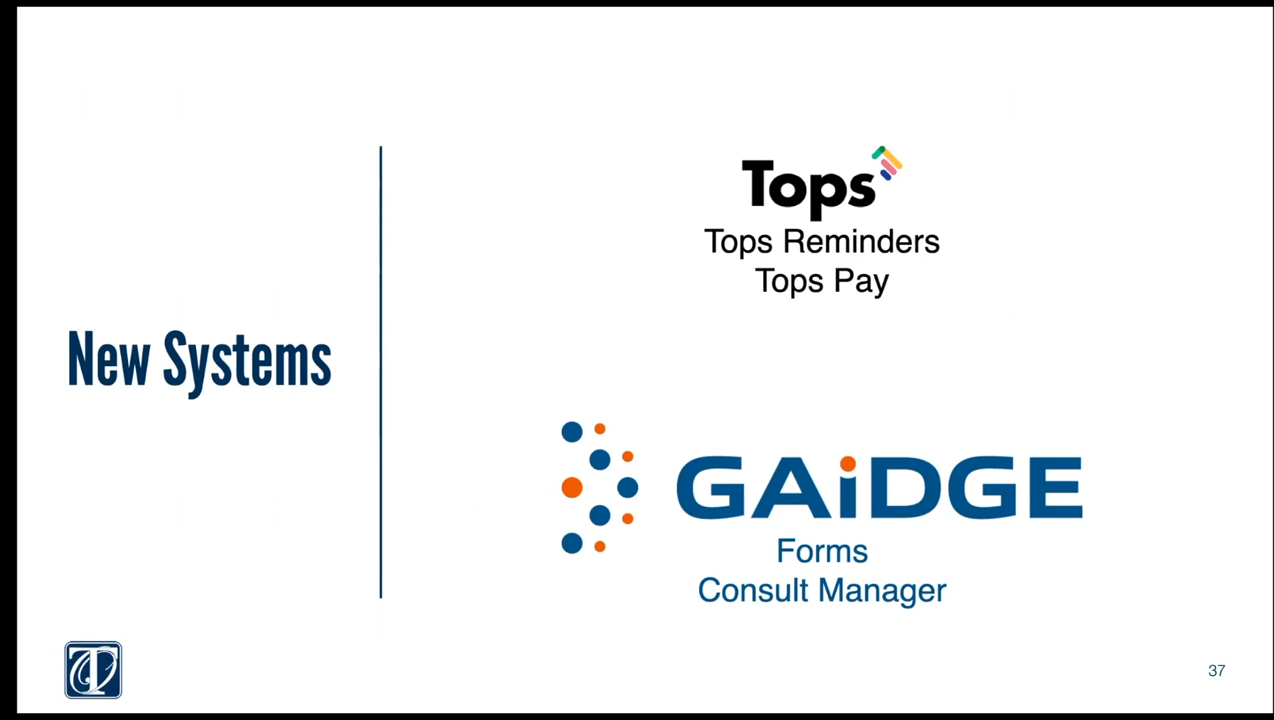 New Systems
Tops
Tops Reminders
Tops Pay
GAiDGE
Forms
Consult Manager
37